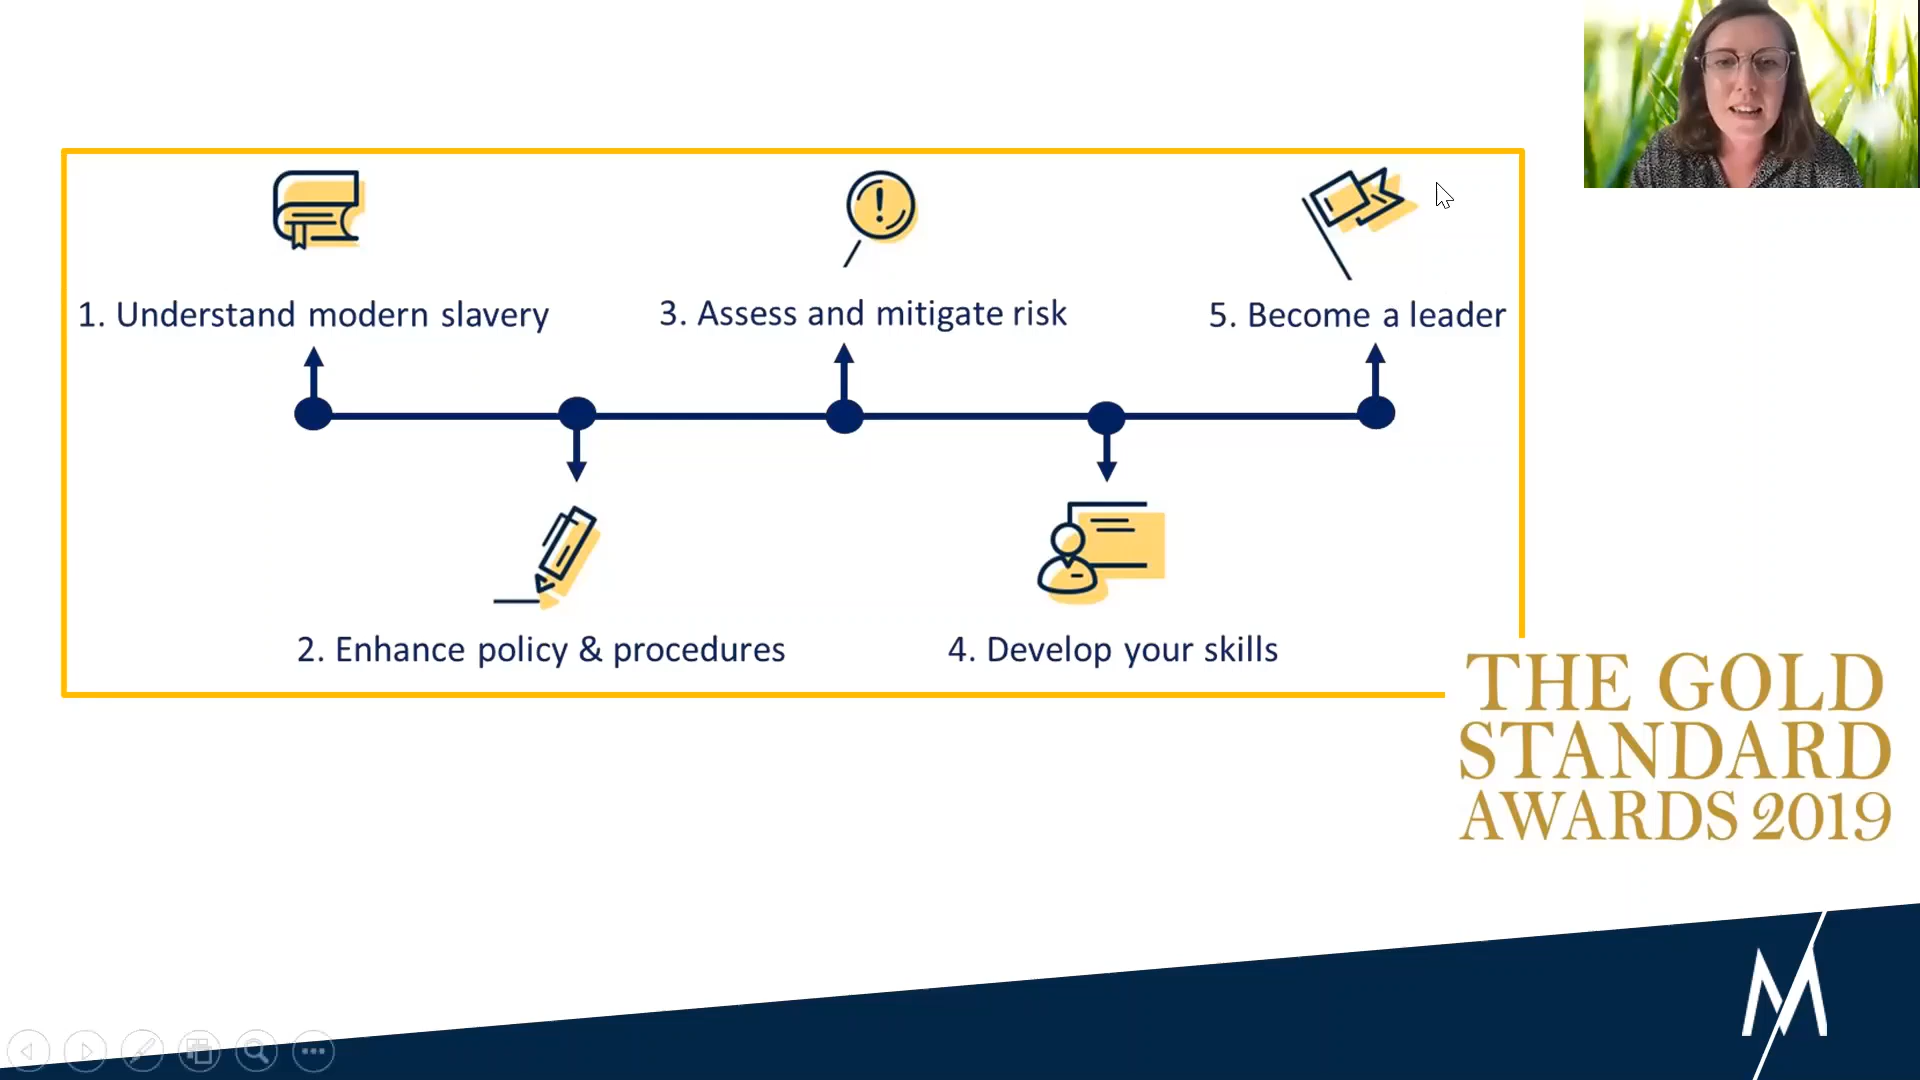 1. Understand modern slavery
3. Assess and mitigate risk
5. Become a leader
2. Enhance policy & procedures
4. Develop your skills
THE GOLD
STANDARD
AWARDS 2019
M